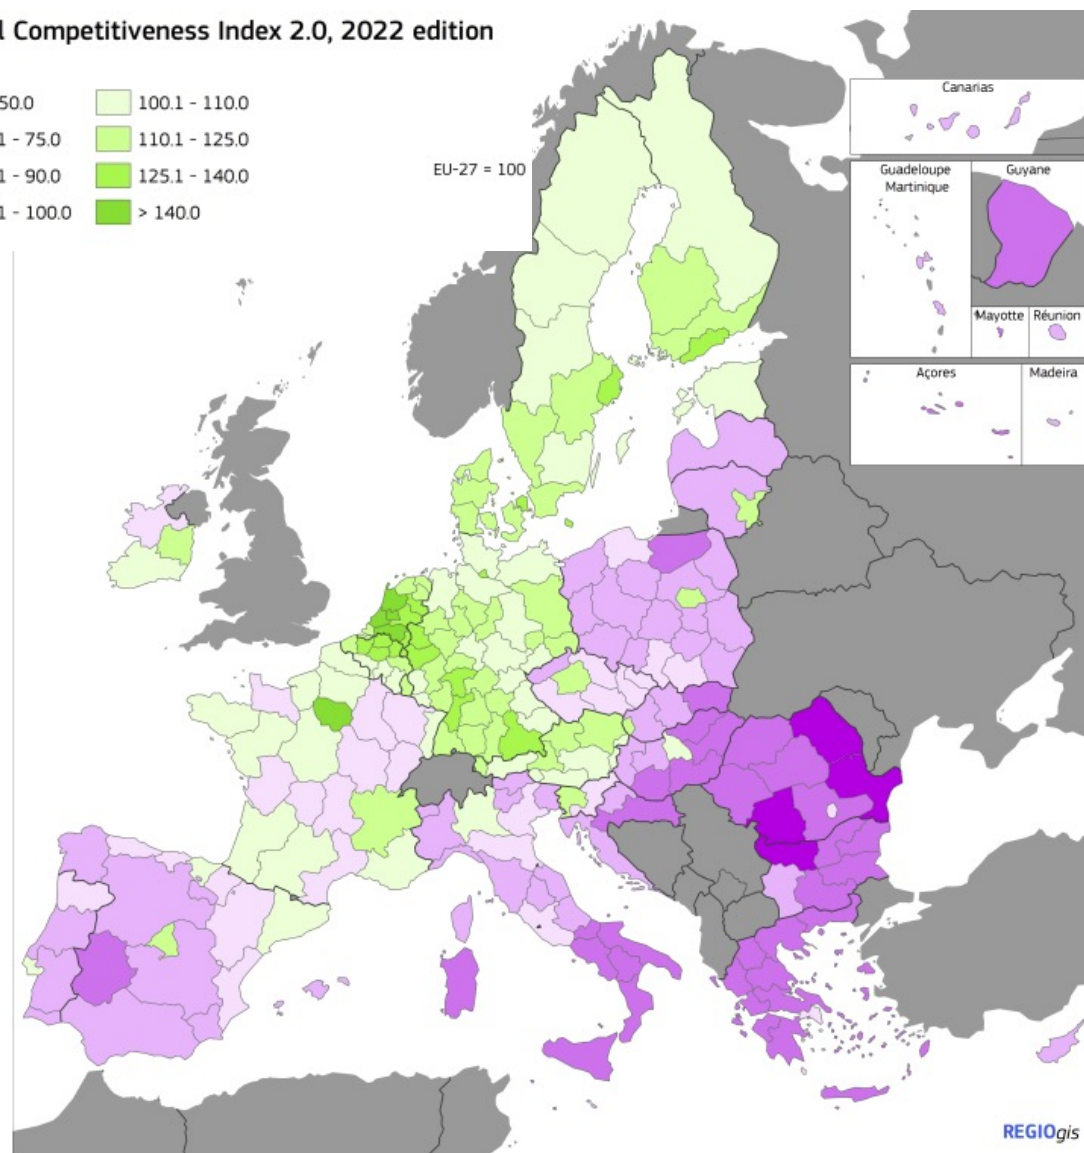 l Competitiveness Index 2.0, 2022 edition
50.0
100.1 - 110.0
1 - 75.0
110.1 - 125.0
1 - 90.0
125.1 - 140.0
1 - 100.0
> 140.0
EU-27 = 100
Canarias
Guadeloupe
Martinique
Guyane
Mayotte
Réunion
Açores
Madeira
REGIOgis